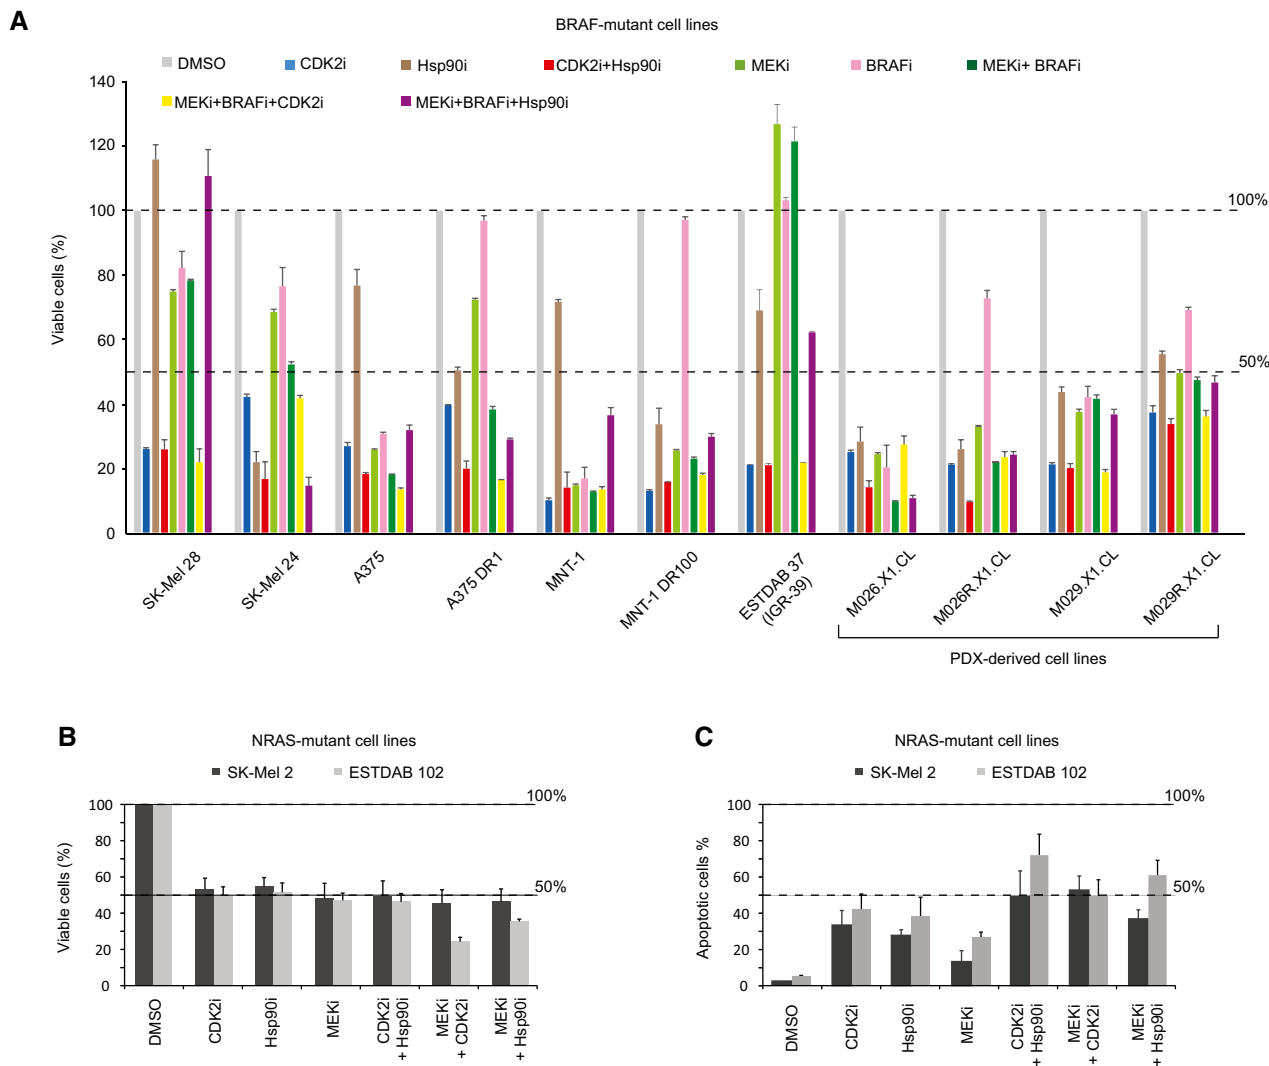 A
BRAF-mutant cell lines
DMSO CDK2i Hsp90i CDK2i+Hsp90i MEKi BRAFi MEKi+ BRAFi
MEKi+BRAFi+CDK2i MEKi+BRAFi+Hsp90i
Viable cells (%)
140
120
100
80
60
40
20
0
100%
50%
SK-Mel 28
SK-Mel 24
A375
A375 DR1
MNT-1
MNT-1 DR100
ESTDAB 37
(IGR-39)
M026.X1.CL
M026R.X1.CL
M029.X1.CL
M029R.X1.CL
PDX-derived cell lines
B
NRAS-mutant cell lines
SK-Mel 2 ESTDAB 102
Viable cells (%)
100
80
60
40
20
0
100%
50%
DMSO
CDK2i
Hsp90i
MEKi
CDK2i
+ Hsp90i
MEKi
+ CDK2i
MEKi
+ Hsp90i
C
NRAS-mutant cell lines
SK-Mel 2 ESTDAB 102
Apoptotic cells %
100
80
60
40
20
0
100%
50%
DMSO
CDK2i
Hsp90i
MEKi
CDK2i
+ Hsp90i
MEKi
+ CDK2i
MEKi
+ Hsp90i